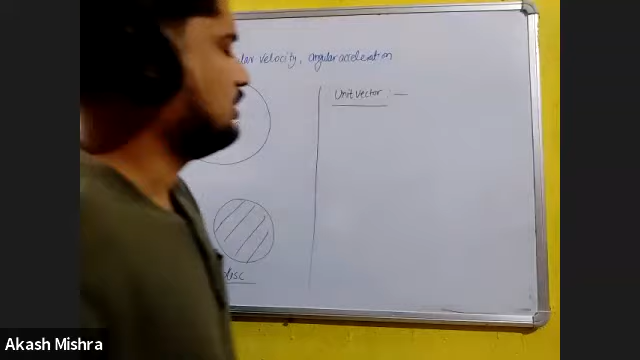 velocity, angular acceleration
Unit vector :—
disc
Akash Mishra